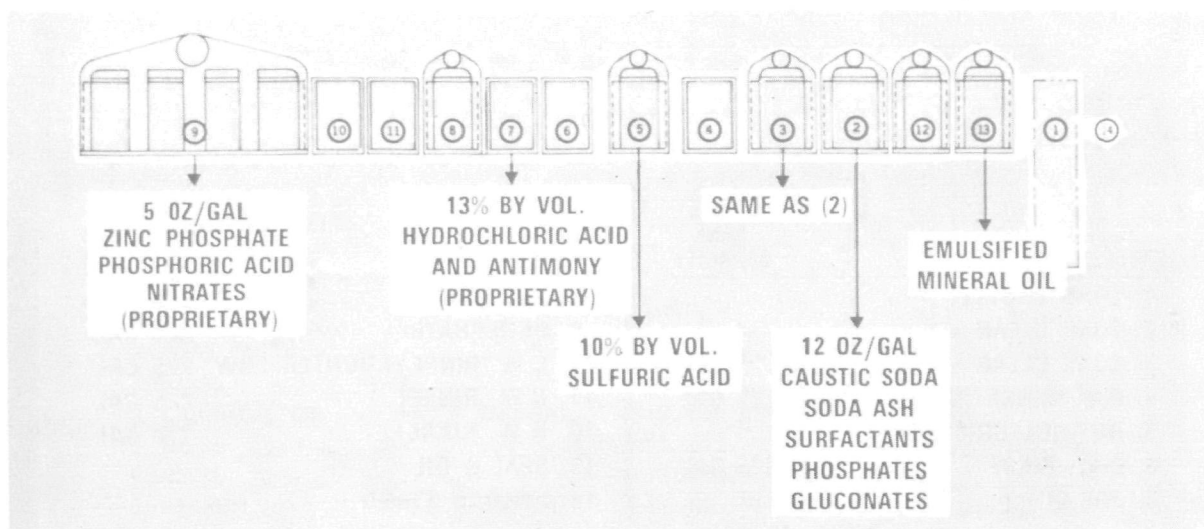 9 10 11 8 7 6 5 4 3 2 12 13 1 14
5 OZ/GAL
ZINC PHOSPHATE
PHOSPHORIC ACID
NITRATES
(PROPRIETARY)
13% BY VOL.
HYDROCHLORIC ACID
AND ANTIMONY
(PROPRIETARY)
SAME AS (2)
EMULSIFIED
MINERAL OIL
10% BY VOL.
SULFURIC ACID
12 OZ/GAL
CAUSTIC SODA
SODA ASH
SURFACTANTS
PHOSPHATES
GLUCONATES